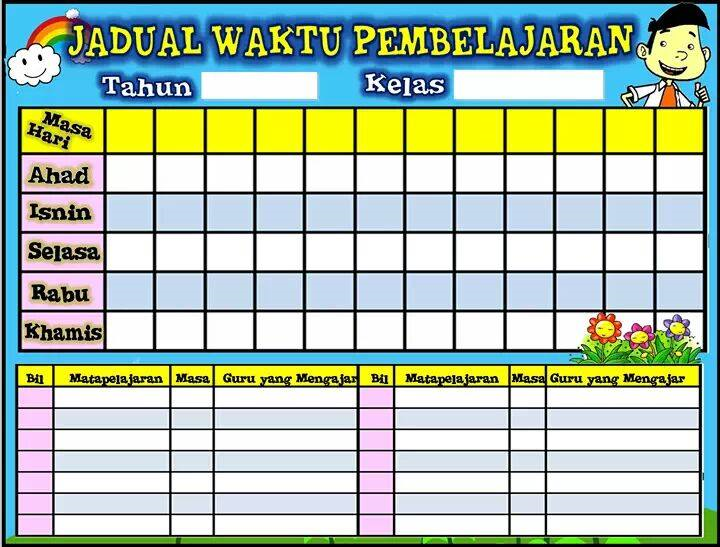 JADUAL WAKTU PEMBELAJARAN
Tahun Kelas
Masa
Hari
Ahad
Isnin
Selasa
Rabu
Khamis
Bil Matapelajaran Masa Guru yang Mengajar Bil Matapelajaran Masa Guru yang Mengajar